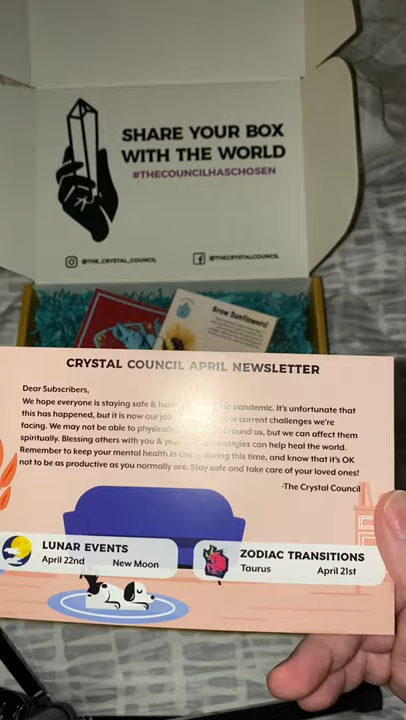 SHARE YOUR BOX
WITH THE WORLD
#THECOUNCILHASCHOSEN
@THE_CRYSTAL_COUNCIL
@THECRYSTALCOUNCIL
Grow Sunflowers!
CRYSTAL COUNCIL APRIL NEWSLETTER
Dear Subscribers,
We hope everyone is staying safe & pandemic. It's unfortunate that
this has happened, but it is now our job the current challenges we're
facing. We may not be able to physically around us, but we can affect them
spiritually. Blessing others with you & energies can help heal the world.
Remember to keep your mental health in during this time, and know that it's OK
not to be as productive as you normally are. Stay safe and take care of your loved ones!
-The Crystal Council
LUNAR EVENTS
April 22nd New Moon
ZODIAC TRANSITIONS
Taurus April 21st